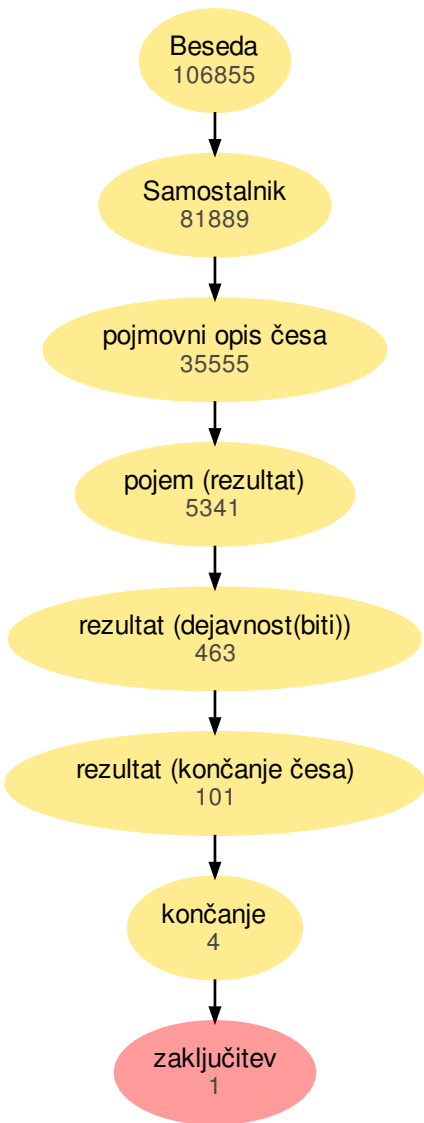 Beseda
106855
Samostalnik
81889
pojmovni opis česa
35555
pojem (rezultat)
5341
rezultat (dejavnost(biti))
463
rezultat (končanje česa)
101
končanje
4
zaključitev
1